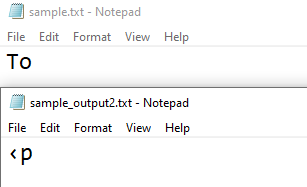 sample.txt - Notepad
File Edit Format View Help
To
sample_output2.txt - Notepad
File Edit Format View Help
‹p